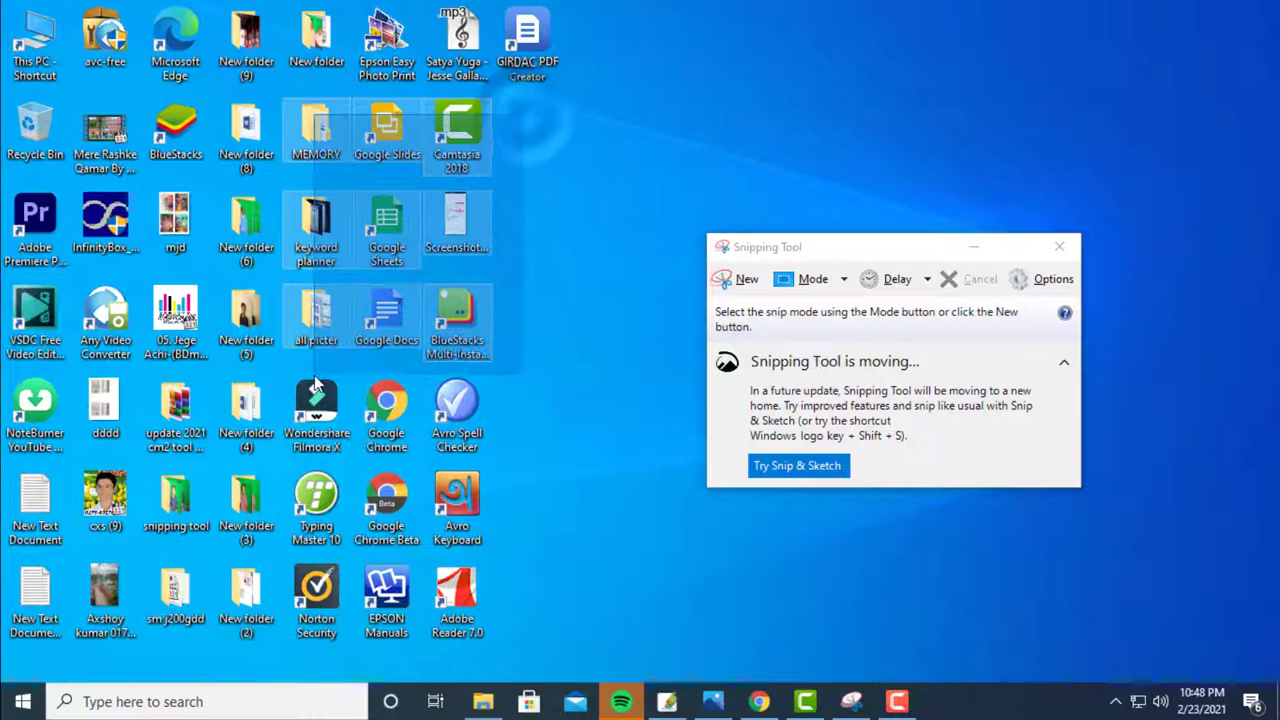 This PC -
Shortcut
avc-free
Microsoft
Edge
New folder
(9)
New folder
Epson Easy
Photo Print
.mp3
Satya Yuga -
Jesse Galla...
GIRDAC PDF
Creator
Recycle Bin
Mere Rashke
Qamar By ...
BlueStacks
New folder
(8)
MEMORY
Google Slides
Camtasia
2018
Pr
Adobe
Premiere P...
InfinityBox_...
mjd
New folder
(6)
keyword
planner
Google
Sheets
Screenshot...
VSDC Free
Video Edit...
Any Video
Converter
05. Jege
Achi-(BDm...
New folder
(5)
all picter
Google Docs
BlueStacks
Multi-Insta...
NoteBurner
YouTube ...
dddd
update 2021
cm2 tool ...
New folder
(4)
Wondershare
Filmora X
Google
Chrome
Avro Spell
Checker
New Text
Document
cxs (9)
snipping tool
New folder
(3)
Typing
Master 10
Beta
Google
Chrome Beta
অ
Avro
Keyboard
New Text
Docume...
Axshoy
kumar 017...
sm j200gdd
New folder
(2)
Norton
Security
EPSON
Manuals
Adobe
Reader 7.0
Snipping Tool
New Mode Delay Cancel Options
Select the snip mode using the Mode button or click the New
button.
Snipping Tool is moving...
In a future update, Snipping Tool will be moving to a new
home. Try improved features and snip like usual with Snip
& Sketch (or try the shortcut
Windows logo key + Shift + S).
Try Snip & Sketch
Type here to search
10:48 PM
2/23/2021
6